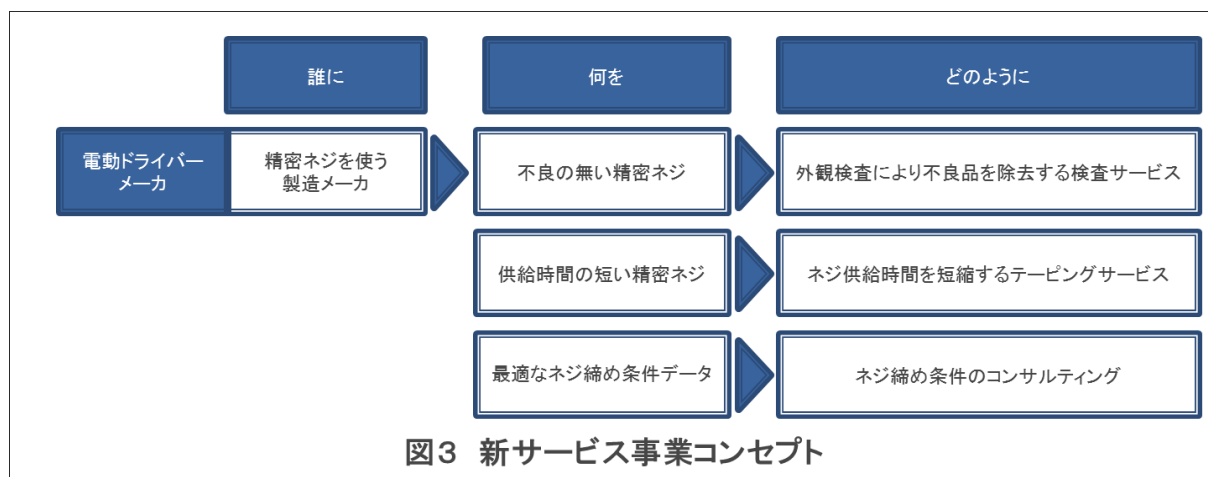 誰に
何を
どのように
電動ドライバー
メーカ
精密ネジを使う
製造メーカ
不良の無い精密ネジ
外観検査により不良品を除去する検査サービス
供給時間の短い精密ネジ
ネジ供給時間を短縮するテーピングサービス
最適なネジ締め条件データ
ネジ締め条件のコンサルティング
図3 新サービス事業コンセプト